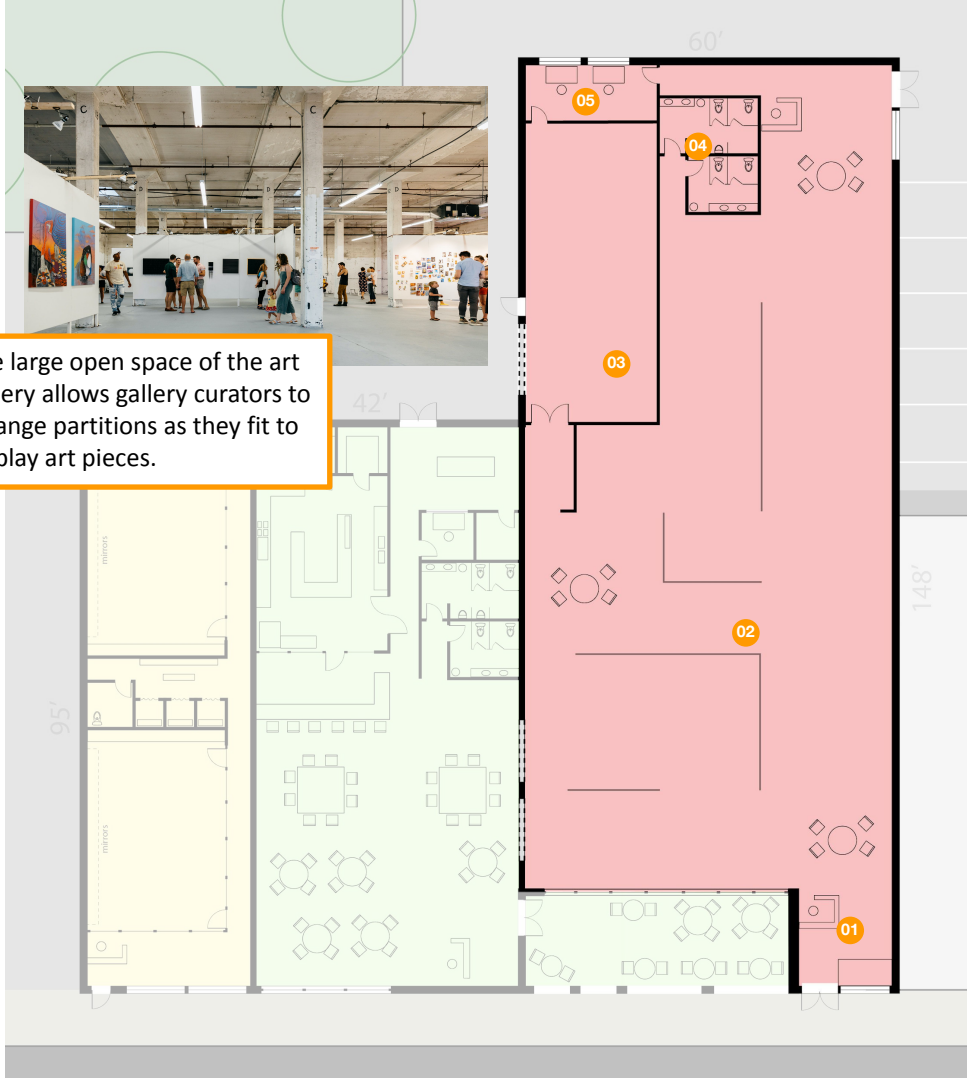 60'
05
04
C
C
D
D
D
03
e large open space of the art
ery allows gallery curators to
ange partitions as they fit to
play art pieces.
42'
mirrors
148'
02
95'
mirrors
01